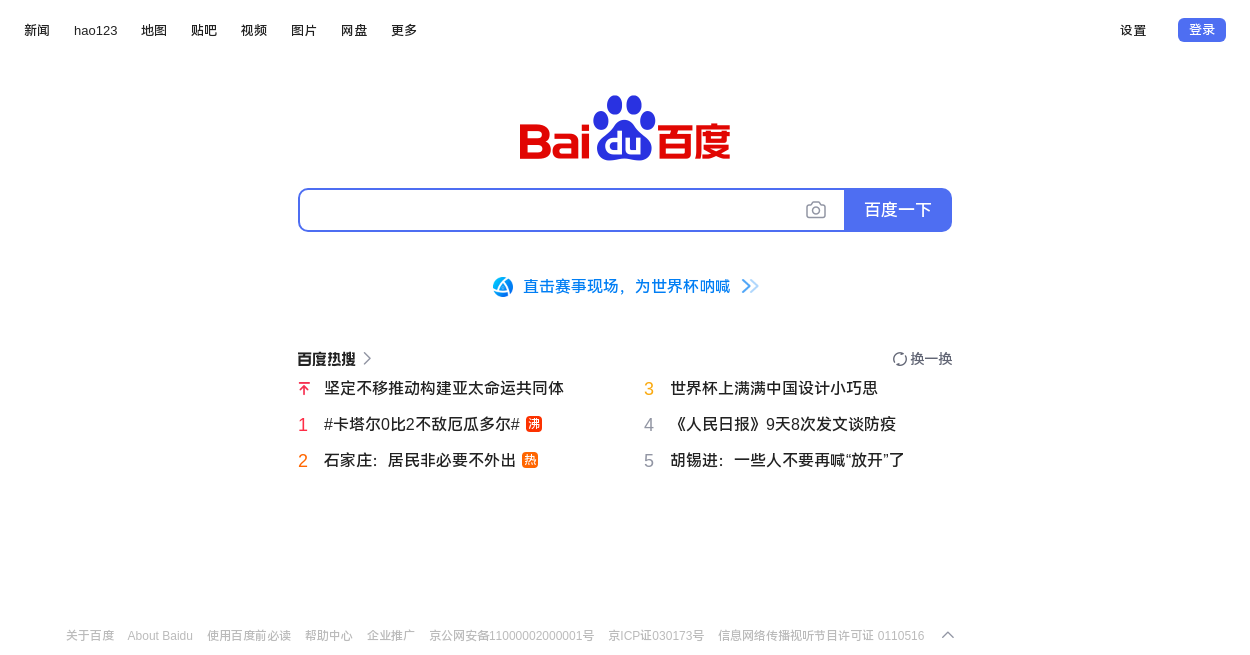 新闻 hao123 地图 贴吧 视频 图片 网盘 更多 设置 登录
Bai du 百度
百度一下
直击赛事现场，为世界杯呐喊
百度热搜 换一换
坚定不移推动构建亚太命运共同体
1 #卡塔尔0比2不敌厄瓜多尔# 沸
2 石家庄：居民非必要不外出 热
3 世界杯上满满中国设计小巧思
4 《人民日报》9天8次发文谈防疫
5 胡锡进：一些人不要再喊“放开”了
关于百度 About Baidu 使用百度前必读 帮助中心 企业推广 京公网安备11000002000001号 京ICP证030173号 信息网络传播视听节目许可证 0110516